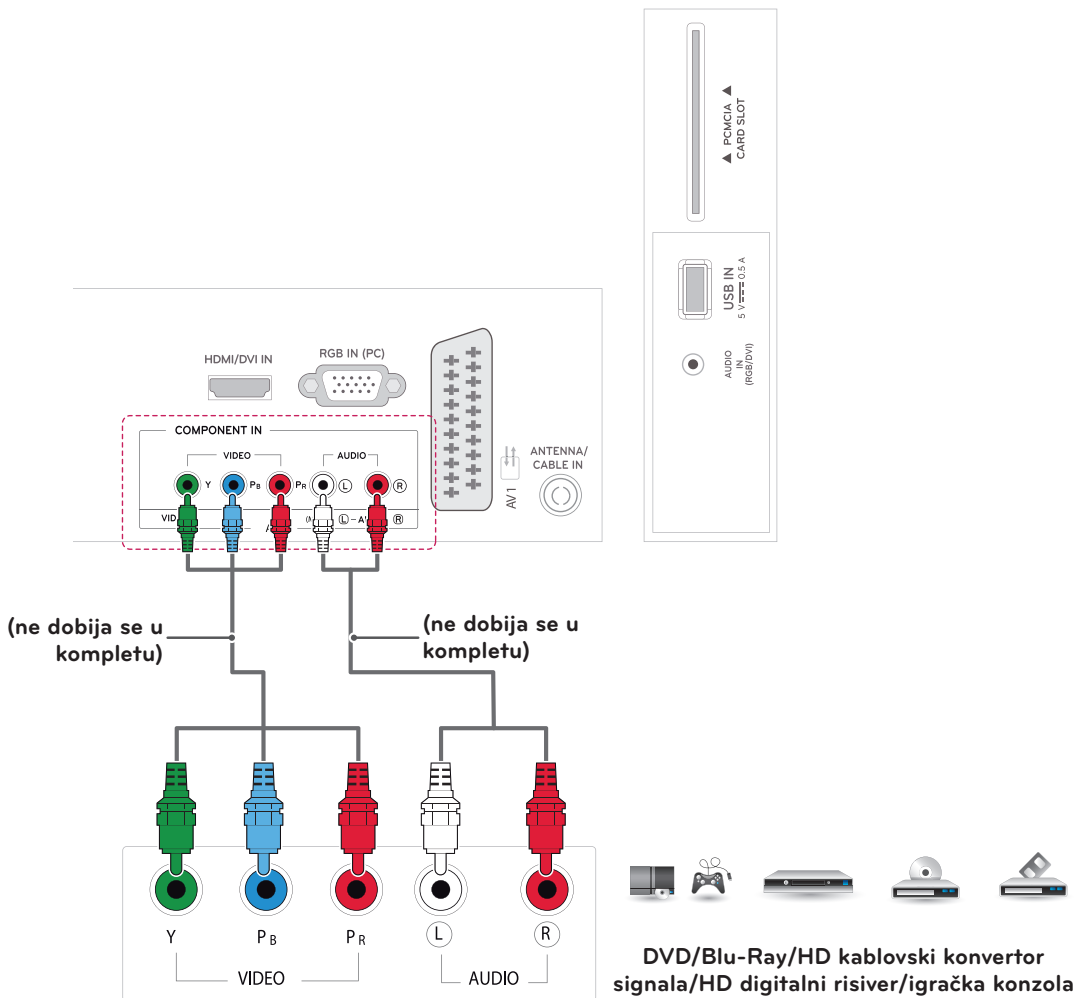 ▲ PCMCIA ▲
CARD SLOT
USB IN
5 V 0.5 A
AUDIO
IN
(RGB/DVI)
HDMI/DVI IN
RGB IN (PC)
COMPONENT IN
VIDEO
AUDIO
Y
PB
PR
L
R
L
R
AV 1
ANTENNA/
CABLE IN
(ne dobija se u
kompletu)
(ne dobija se u
kompletu)
Y
PB
PR
L
R
VIDEO
AUDIO
DVD/Blu-Ray/HD kablovski konvertor
signala/HD digitalni risiver/igračka konzola